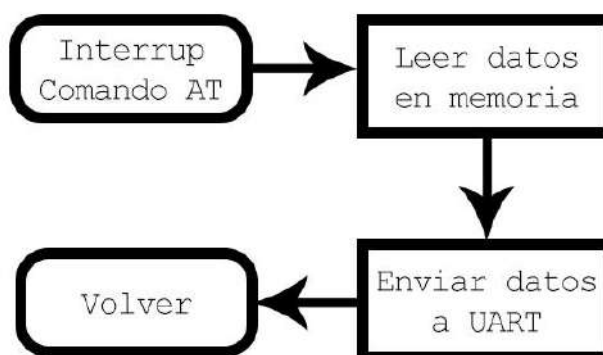 Interrup
Comando AT
Leer datos
en memoria
Enviar datos
a UART
Volver